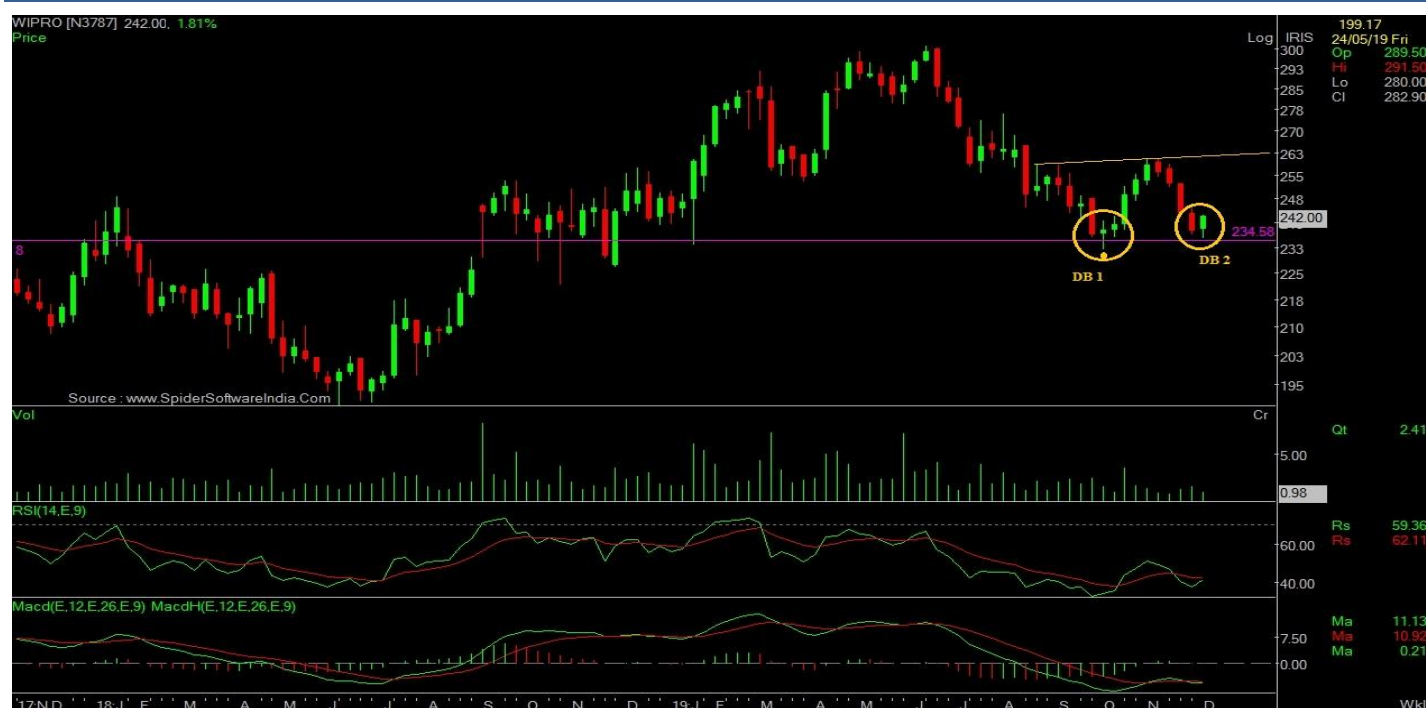 WIPRO [N3787] 242.00, 1.81%
Price
Log
IRIS
199.17
24/05/19 Fri
Op 289.50
Hi 291.50
Lo 280.00
Cl 282.90
300
293
285
278
270
263
255
248
242.00
233
225
218
210
203
195
8
234.58
DB 1
DB 2
Source : www.SpiderSoftwareIndia.Com
Vol
Cr
Qt 2.41
5.00
0.98
RSI(14,E,9)
Rs 59.36
Rs 62.11
60.00
40.00
Macd(E,12,E,26,E,9) MacdH(E,12,E,26,E,9)
Ma 11.13
Ma 10.92
Ma 0.21
7.50
0.00
'17:N D 18:J F M A M J J A S O N D 19:J F M A M J J A S O N D
Wkl